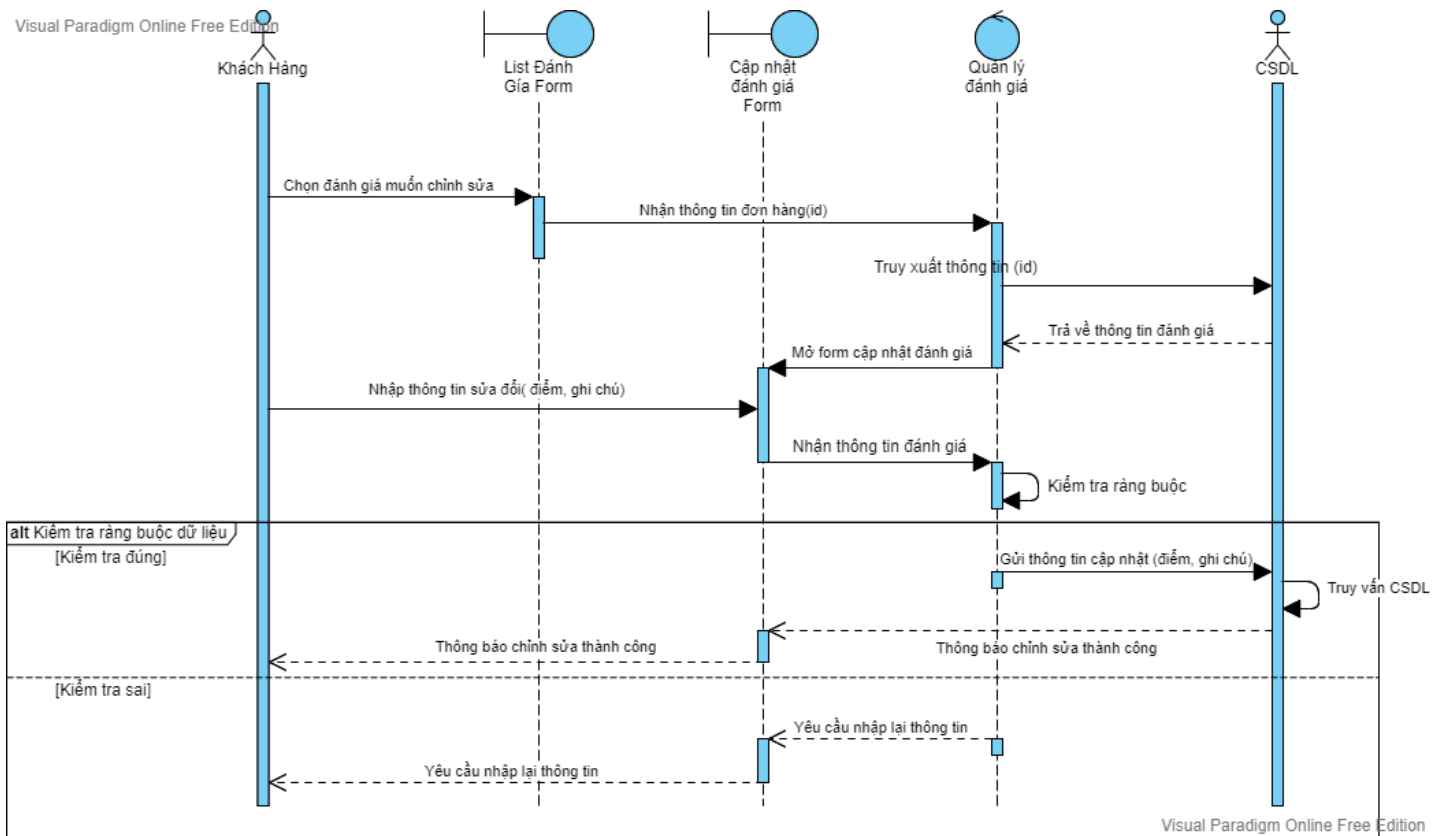 Visual Paradigm Online Free Edition
Khách Hàng
List Đánh
Gía Form
Cập nhật
đánh giá
Form
Quản lý
đánh giá
CSDL
Chọn đánh giá muốn chỉnh sửa
Nhận thông tin đơn hàng(id)
Truy xuất thông tin (id)
Trả về thông tin đánh giá
Mở form cập nhật đánh giá
Nhập thông tin sửa đổi( điểm, ghi chú)
Nhận thông tin đánh giá
Kiểm tra ràng buộc
alt Kiểm tra ràng buộc dữ liệu
[Kiểm tra đúng]
Gửi thông tin cập nhật (điểm, ghi chú)
Truy vấn CSDL
Thông báo chỉnh sửa thành công
Thông báo chỉnh sửa thành công
[Kiểm tra sai]
Yêu cầu nhập lại thông tin
Yêu cầu nhập lại thông tin
Visual Paradigm Online Free Edition